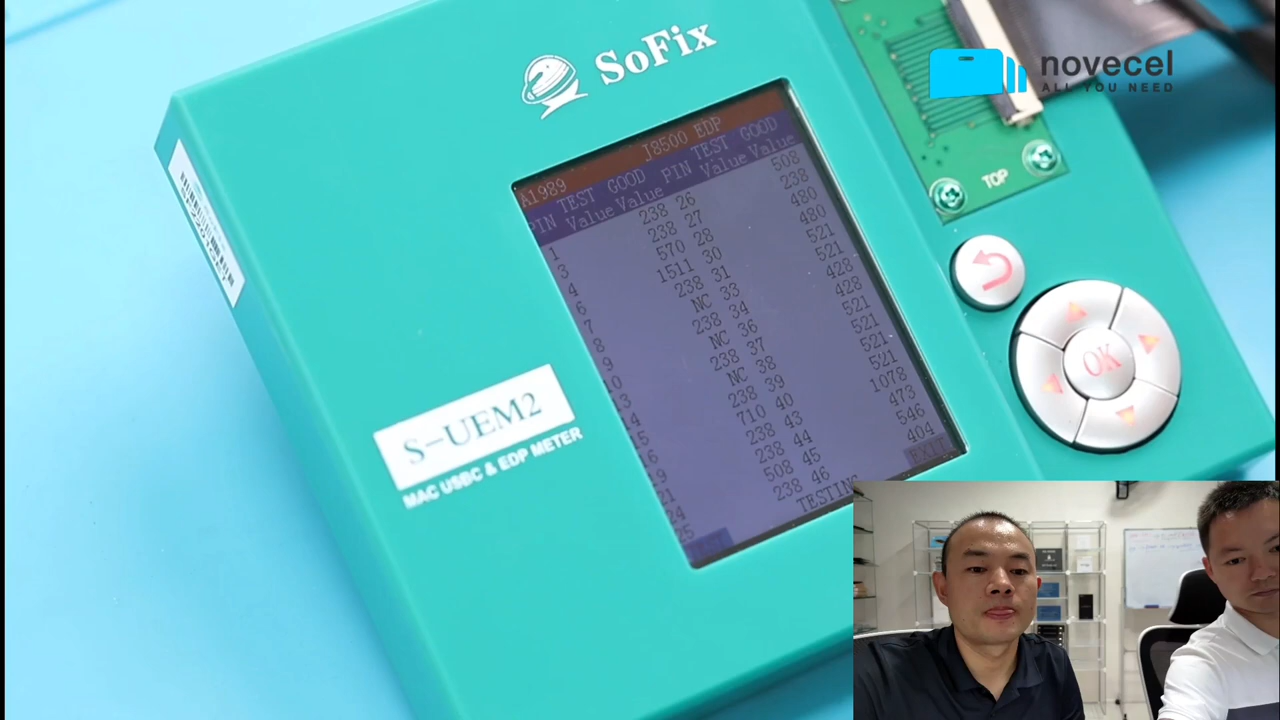 novecel
ALL YOU NEED
SoFix
TOP
A1989 J8500 EDP
PIN TEST GOOD PIN TEST GOOD
Value Value Value Value
1 238 26 508
3 238 27 238
4 570 28 480
6 1511 30 480
7 238 31 521
8 NC 33 521
9 238 34 428
10 NC 36 428
13 238 37 521
14 NC 38 521
15 238 39 521
16 710 40 521
19 238 43 1078
21 238 44 473
24 508 45 546
25 238 46 404
TESTING EXIT
OK
S-UEM2
MAC USBC & EDP METER